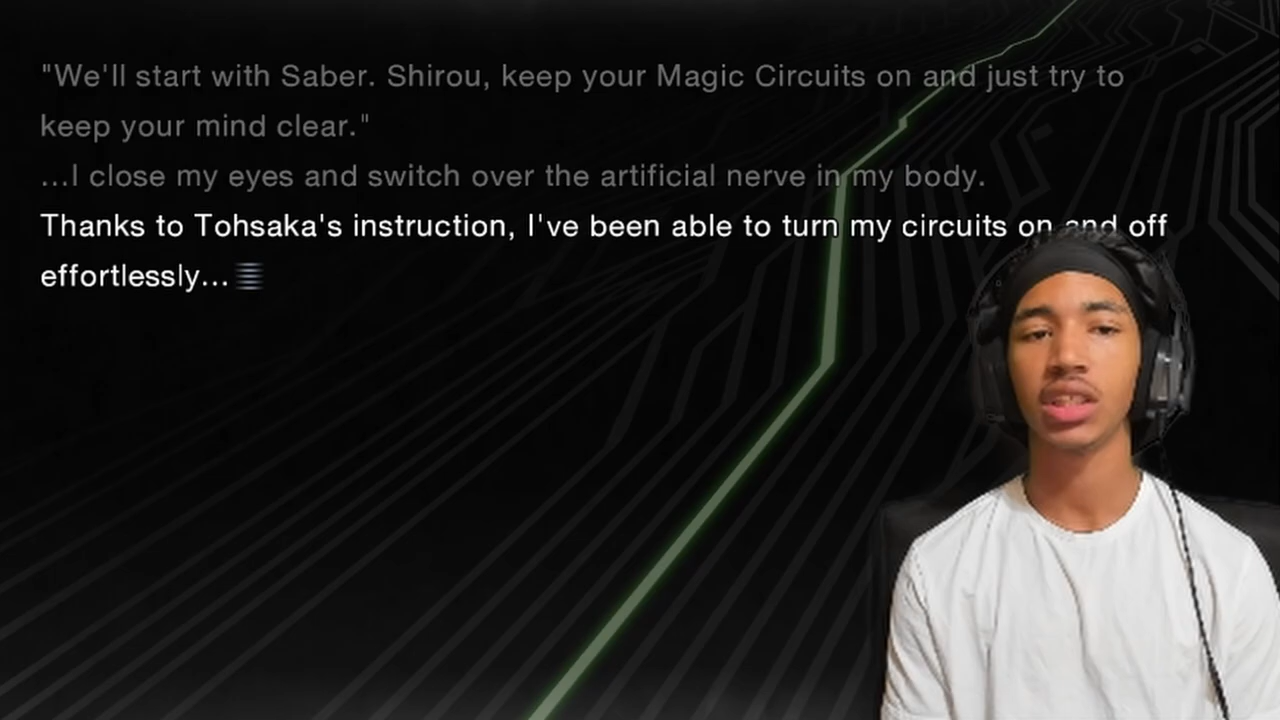 "We'll start with Saber. Shirou, keep your Magic Circuits on and just try to
keep your mind clear."
...I close my eyes and switch over the artificial nerve in my body.
Thanks to Tohsaka's instruction, I've been able to turn my circuits on and off
effortlessly...